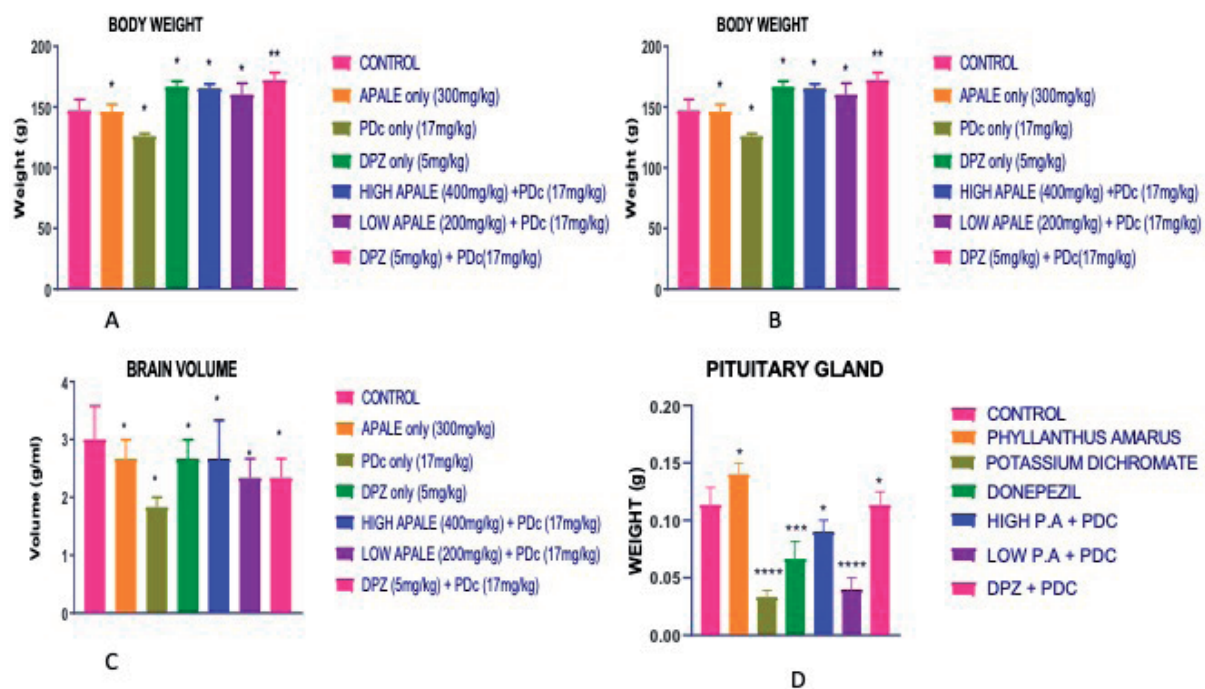 BODY WEIGHT
200
150
100
50
0
Weight (g)
*
*
*
*
*
**
CONTROL
APALE only (300mg/kg)
PDc only (17mg/kg)
DPZ only (5mg/kg)
HIGH APALE (400mg/kg) +PDc (17mg/kg)
LOW APALE (200mg/kg) + PDc (17mg/kg)
DPZ (5mg/kg) + PDc(17mg/kg)
A
BODY WEIGHT
200
150
100
50
0
Weight (g)
*
*
*
*
*
**
CONTROL
APALE only (300mg/kg)
PDc only (17mg/kg)
DPZ only (5mg/kg)
HIGH APALE (400mg/kg) +PDc (17mg/kg)
LOW APALE (200mg/kg) + PDc (17mg/kg)
DPZ (5mg/kg) + PDc(17mg/kg)
B
BRAIN VOLUME
4
3
2
1
0
Volume (g/ml)
*
*
*
*
*
*
CONTROL
APALE only (300mg/kg)
PDc only (17mg/kg)
DPZ only (5mg/kg)
HIGH APALE (400mg/kg) + PDc (17mg/kg)
LOW APALE (200mg/kg) + PDc (17mg/kg)
DPZ (5mg/kg) + PDc (17mg/kg)
C
PITUITARY GLAND
0.20
0.15
0.10
0.05
0.00
WEIGHT (g)
*
****
***
*
****
*
CONTROL
PHYLLANTHUS AMARUS
POTASSIUM DICHROMATE
DONEPEZIL
HIGH P.A + PDC
LOW P.A + PDC
DPZ + PDC
D